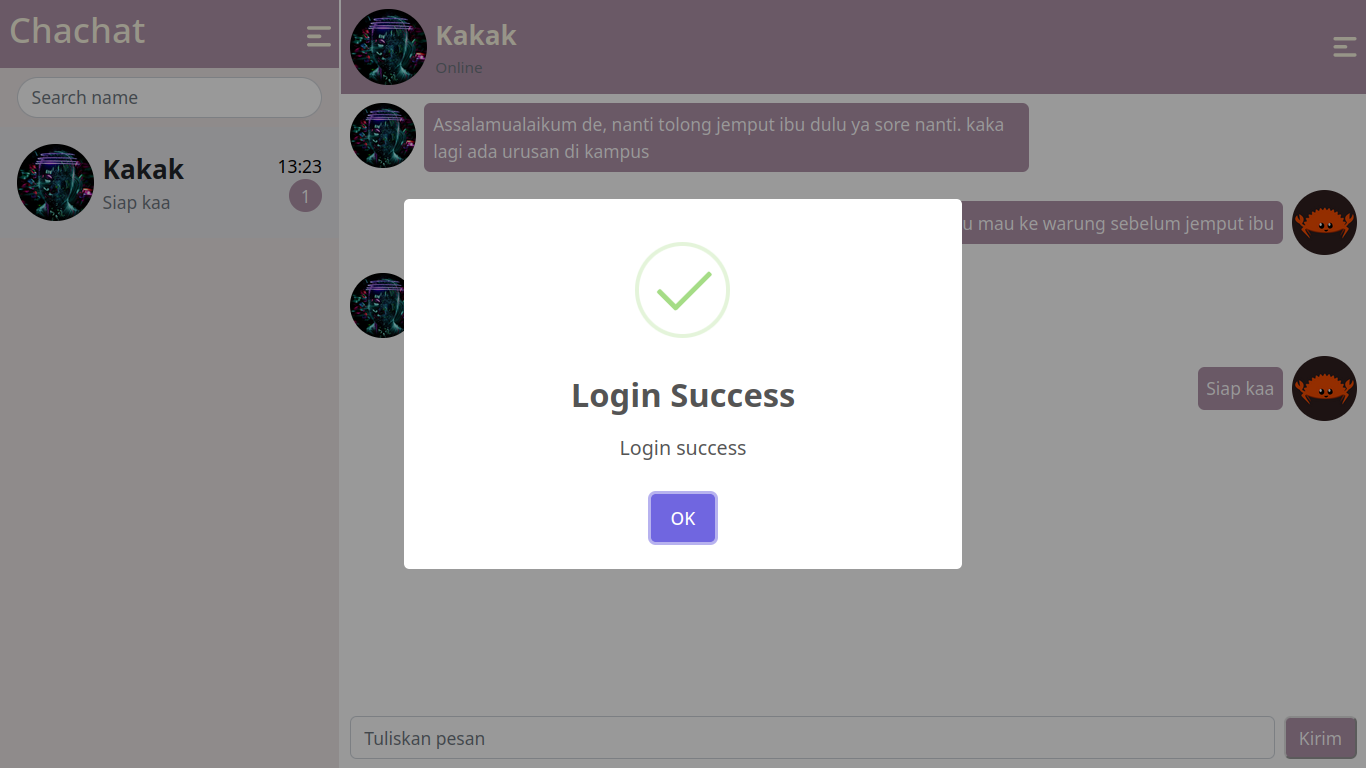 Chachat
Search name
Kakak
13:23
Siap kaa
1
Kakak
Online
Assalamualaikum de, nanti tolong jemput ibu dulu ya sore nanti. kaka
lagi ada urusan di kampus
mau ke warung sebelum jemput ibu
Siap kaa
Login Success
Login success
OK
Tuliskan pesan
Kirim